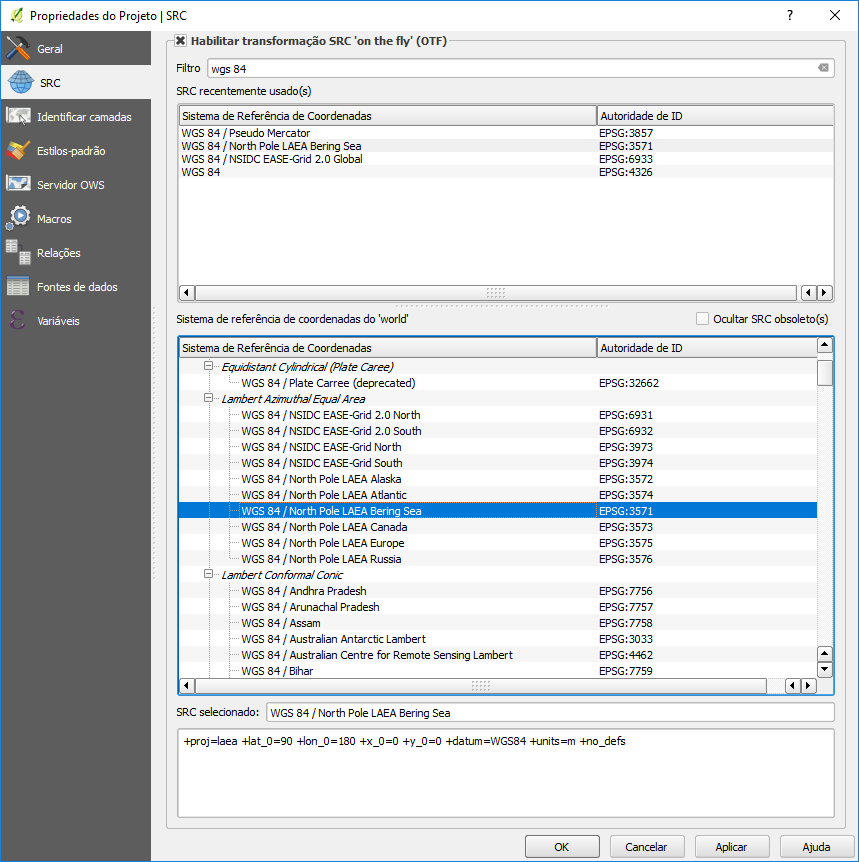 Propriedades do Projeto | SRC
?
Geral
SRC
Identificar camadas
Estilos-padrão
Servidor OWS
Macros
Relações
Fontes de dados
Variáveis
Habilitar transformação SRC 'on the fly' (OTF)
Filtro wgs 84
SRC recentemente usado(s)
Sistema de Referência de Coordenadas Autoridade de ID
WGS 84 / Pseudo Mercator EPSG:3857
WGS 84 / North Pole LAEA Bering Sea EPSG:3571
WGS 84 / NSIDC EASE-Grid 2.0 Global EPSG:6933
WGS 84 EPSG:4326
Sistema de referência de coordenadas do 'world' Ocultar SRC obsoleto(s)
Sistema de Referência de Coordenadas Autoridade de ID
Equidistant Cylindrical (Plate Caree)
WGS 84 / Plate Carree (deprecated) EPSG:32662
Lambert Azimuthal Equal Area
WGS 84 / NSIDC EASE-Grid 2.0 North EPSG:6931
WGS 84 / NSIDC EASE-Grid 2.0 South EPSG:6932
WGS 84 / NSIDC EASE-Grid North EPSG:3973
WGS 84 / NSIDC EASE-Grid South EPSG:3974
WGS 84 / North Pole LAEA Alaska EPSG:3572
WGS 84 / North Pole LAEA Atlantic EPSG:3574
WGS 84 / North Pole LAEA Bering Sea EPSG:3571
WGS 84 / North Pole LAEA Canada EPSG:3573
WGS 84 / North Pole LAEA Europe EPSG:3575
WGS 84 / North Pole LAEA Russia EPSG:3576
Lambert Conformal Conic
WGS 84 / Andhra Pradesh EPSG:7756
WGS 84 / Arunachal Pradesh EPSG:7757
WGS 84 / Assam EPSG:7758
WGS 84 / Australian Antarctic Lambert EPSG:3033
WGS 84 / Australian Centre for Remote Sensing Lambert EPSG:4462
WGS 84 / Bihar EPSG:7759
SRC selecionado: WGS 84 / North Pole LAEA Bering Sea
+proj=laea +lat_0=90 +lon_0=180 +x_0=0 +y_0=0 +datum=WGS84 +units=m +no_defs
OK Cancelar Aplicar Ajuda